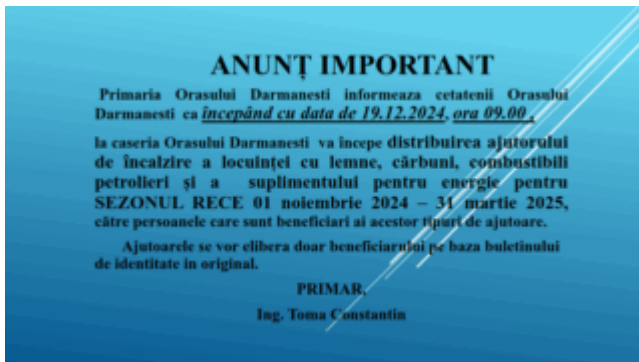 ANUNȚ IMPORTANT
Primaria Orasului Darmanesti informeaza cetatenii Orasului
Darmanesti ca începând cu data de 19.12.2024, ora 09.00 ,
la caseria Orasului Darmanesti va începe distribuirea ajutorului
de încalzire a locuinței cu lemne, cărbuni, combustibili
petrolieri și a suplimentului pentru energie pentru
SEZONUL RECE 01 noiembrie 2024 – 31 martie 2025,
către persoanele care sunt beneficiari ai acestor tipuri de ajutoare.
Ajutoarele se vor elibera doar beneficiarului pe baza buletinului
de identitate in original.
PRIMAR,
Ing. Toma Constantin